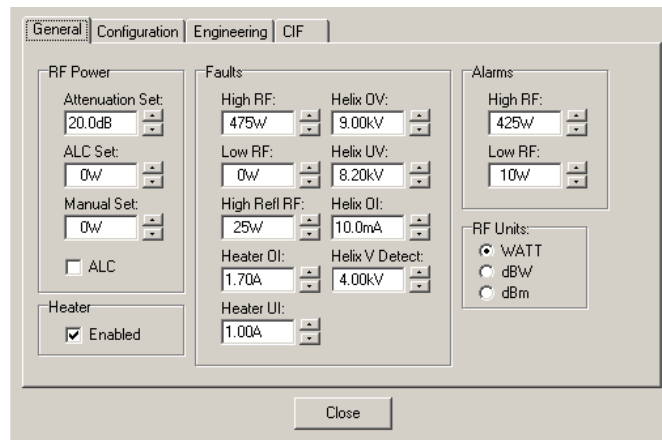 General Configuration Engineering CIF
RF Power
Attenuation Set:
20.0dB
ALC Set:
0W
Manual Set:
0W
ALC
Heater
Enabled
Faults
High RF: Helix OV:
475W 9.00kV
Low RF: Helix UV:
0W 8.20kV
High Refl RF: Helix OI:
25W 10.0mA
Heater OI: Helix V Detect:
1.70A 4.00kV
Heater UI:
1.00A
Alarms
High RF:
425W
Low RF:
10W
RF Units:
WATT
dBW
dBm
Close